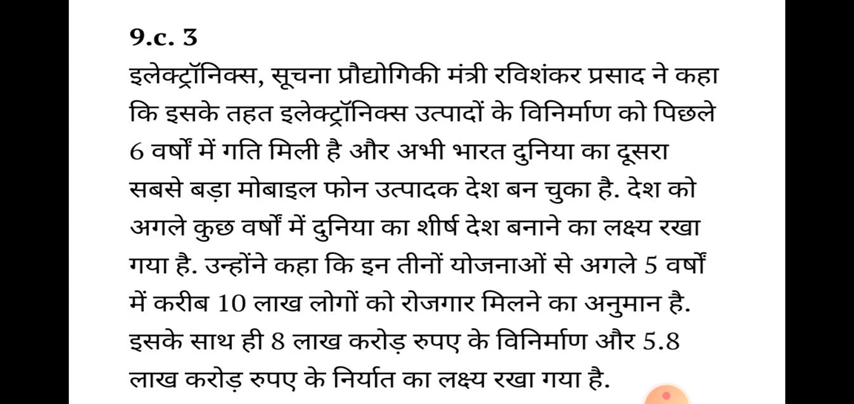 9.c. 3
इलेक्ट्रॉनिक्स, सूचना प्रौद्योगिकी मंत्री रविशंकर प्रसाद ने कहा
कि इसके तहत इलेक्ट्रॉनिक्स उत्पादों के विनिर्माण को पिछले
6 वर्षों में गति मिली है और अभी भारत दुनिया का दूसरा
सबसे बड़ा मोबाइल फोन उत्पादक देश बन चुका है. देश को
अगले कुछ वर्षों में दुनिया का शीर्ष देश बनाने का लक्ष्य रखा
गया है. उन्होंने कहा कि इन तीनों योजनाओं से अगले 5 वर्षों
में करीब 10 लाख लोगों को रोजगार मिलने का अनुमान है.
इसके साथ ही 8 लाख करोड़ रुपए के विनिर्माण और 5.8
लाख करोड़ रुपए के निर्यात का लक्ष्य रखा गया है.